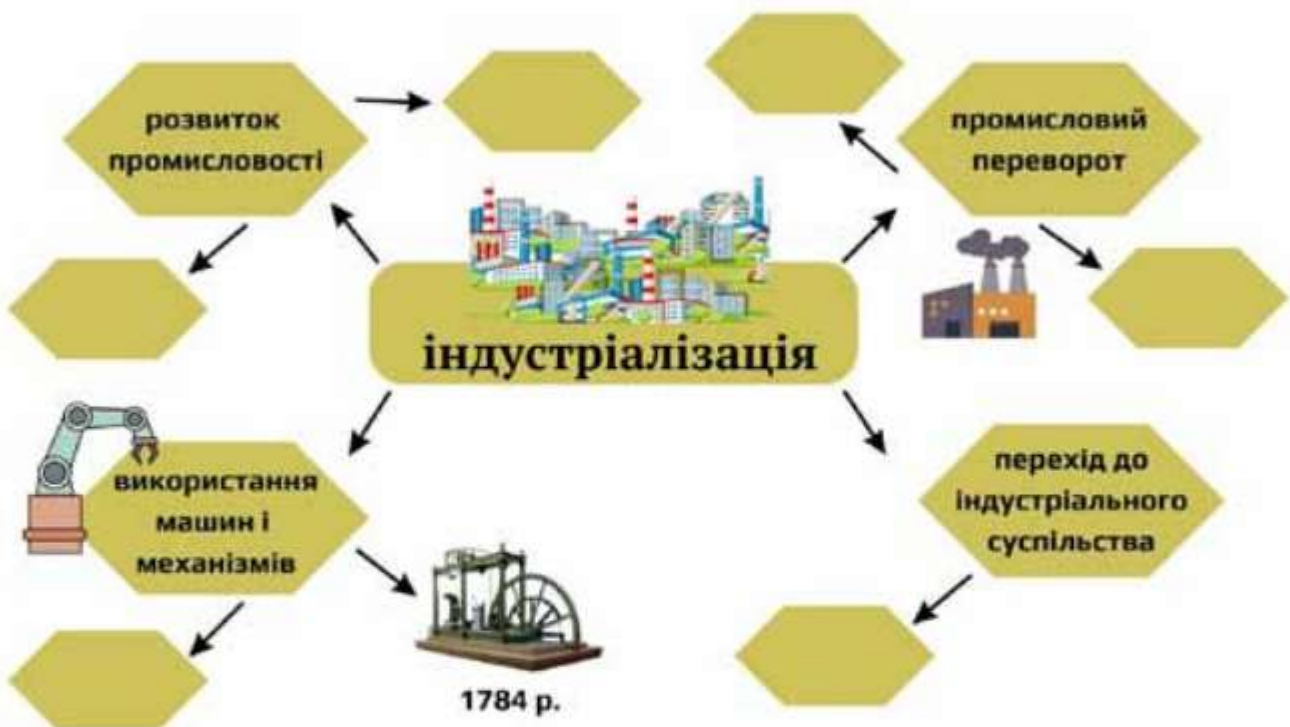 розвиток
промисловості
промисловий
переворот
індустріалізація
використання
машин і
механізмів
перехід до
індустріального
суспільства
1784 р.